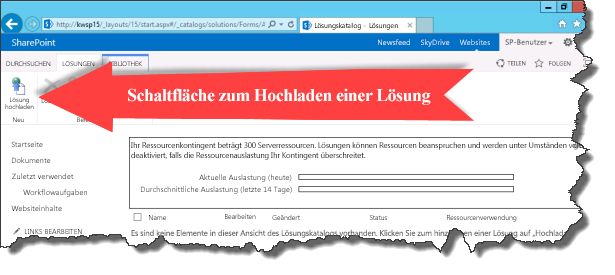 http://kwsp15/_layouts/15/start.aspx#/_catalogs/solutions/Forms/A
Lösungskatalog - Lösungen
SharePoint
Newsfeed SkyDrive Websites SP-Benutzer
DURCHSUCHEN LÖSUNGEN BIBLIOTHEK TEILEN FOLGEN
Schaltfläche zum Hochladen einer Lösung
Lösung
hochladen
Neu
Startseite
Dokumente
Zuletzt verwendet
Workflowaufgaben
Websiteinhalte
LINKS BEARBEITEN
Ihr Ressourcenkontingent beträgt 300 Serverressourcen. Lösungen können Ressourcen beanspruchen und werden unter Umständen
deaktiviert, falls die Ressourcenauslastung Ihr Kontingent überschreitet.
Aktuelle Auslastung (heute)
Durchschnittliche Auslastung (letzte 14 Tage)
Name Bearbeiten Geändert Status Ressourcenverwendung
Es sind keine Elemente in dieser Ansicht des Lösungskatalogs vorhanden. Klicken Sie zum einer Lösung auf „Hochlad